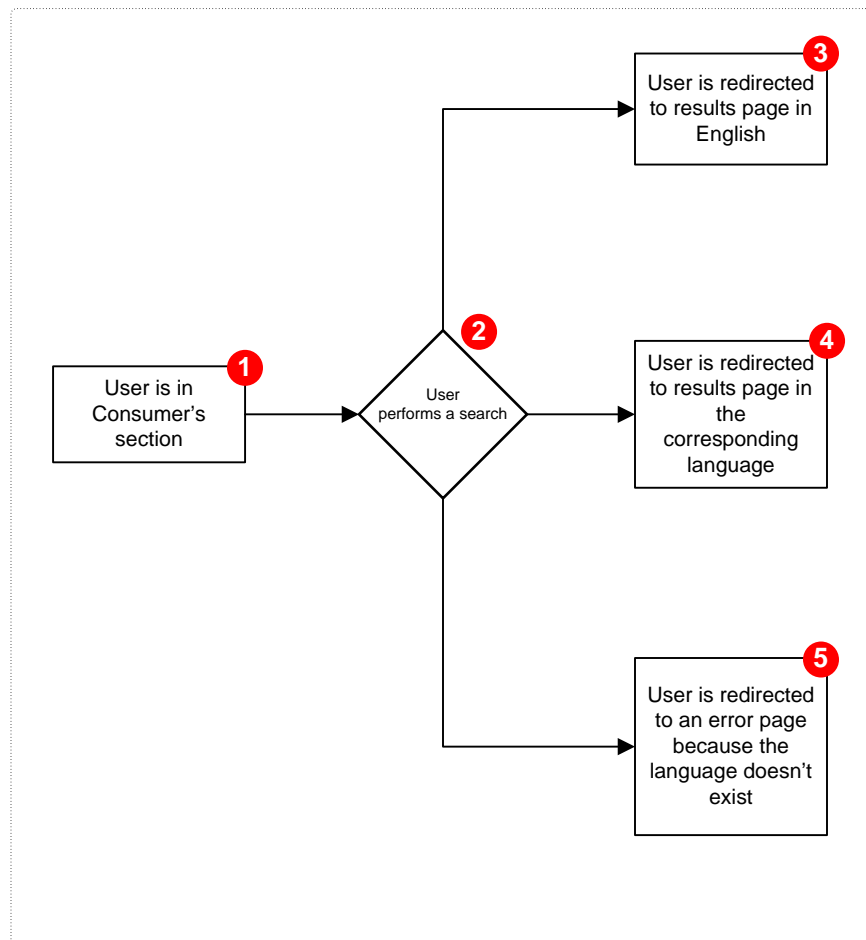 1
User is in
Consumer’s
section
2
User
performs a search
3
User is redirected
to results page in
English
4
User is redirected
to results page in
the
corresponding
language
5
User is redirected
to an error page
because the
language doesn’t
exist